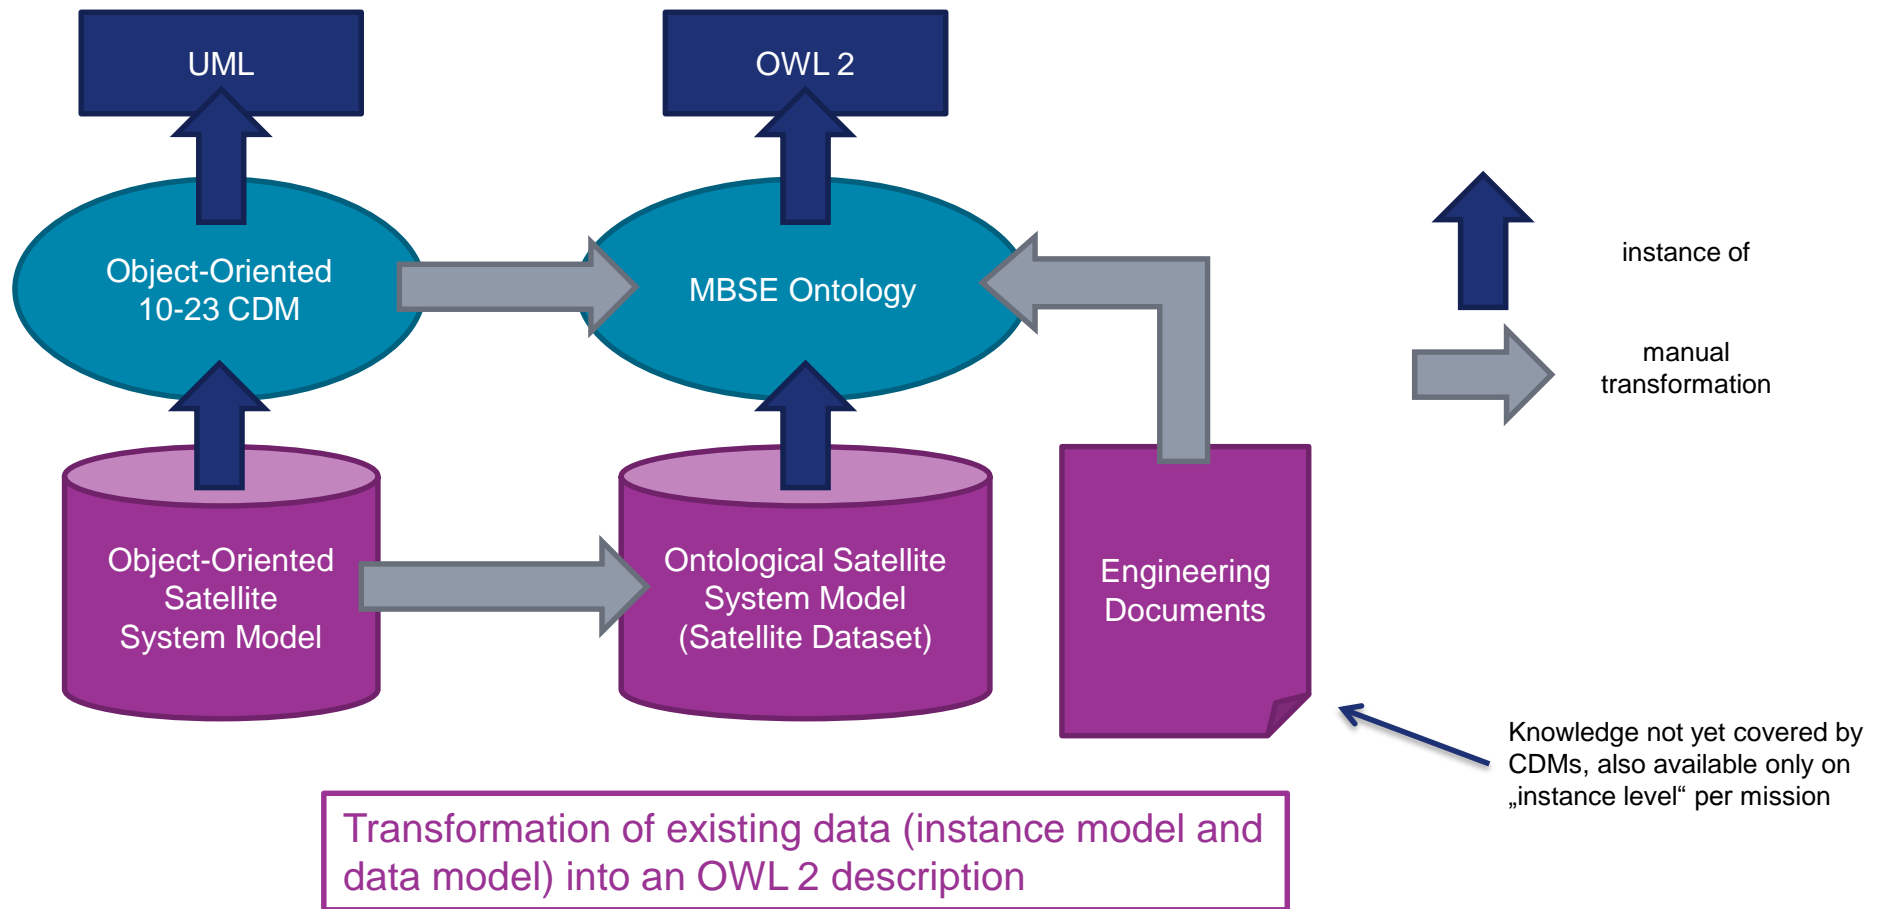 UML
OWL 2
Object-Oriented
10-23 CDM
MBSE Ontology
instance of
manual
transformation
Object-Oriented
Satellite
System Model
Ontological Satellite
System Model
(Satellite Dataset)
Engineering
Documents
Knowledge not yet covered by
CDMs, also available only on
„instance level“ per mission
Transformation of existing data (instance model and
data model) into an OWL 2 description